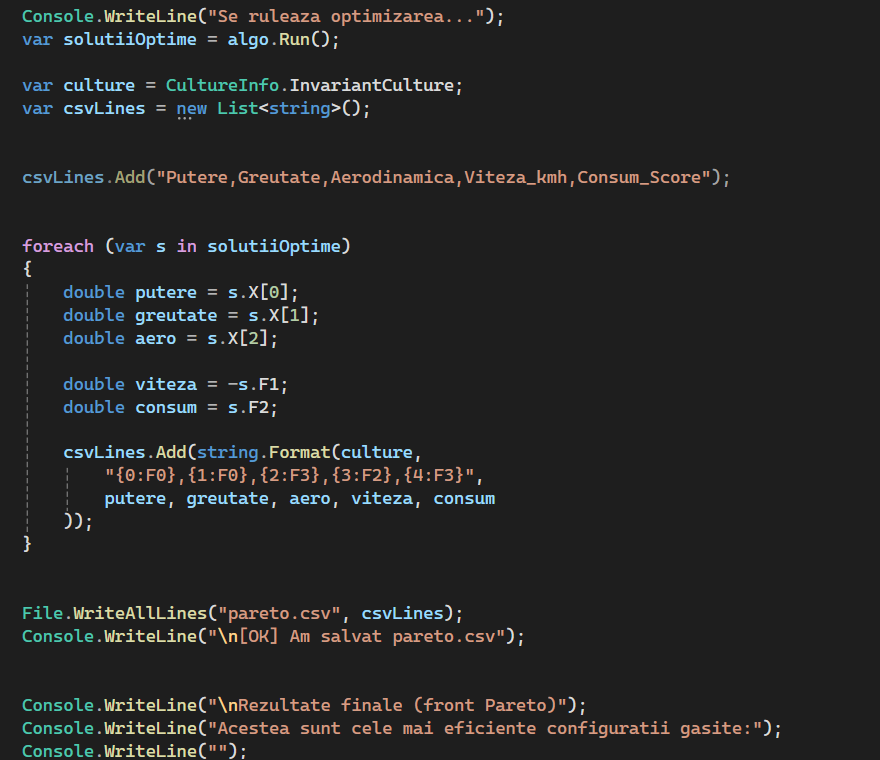 Console.WriteLine("Se ruleaza optimizarea...");
var solutiiOptime = algo.Run();
var culture = CultureInfo.InvariantCulture;
var csvLines = new List<string>();
csvLines.Add("Putere,Greutate,Aerodinamica,Viteza_kmh,Consum_Score");
foreach (var s in solutiiOptime)
{
    double putere = s.X[0];
    double greutate = s.X[1];
    double aero = s.X[2];
    double viteza = -s.F1;
    double consum = s.F2;
    csvLines.Add(string.Format(culture,
        "{0:F0},{1:F0},{2:F3},{3:F2},{4:F3}",
        putere, greutate, aero, viteza, consum
    ));
}
File.WriteAllLines("pareto.csv", csvLines);
Console.WriteLine("\n[OK] Am salvat pareto.csv");
Console.WriteLine("\nRezultate finale (front Pareto)");
Console.WriteLine("Acestea sunt cele mai eficiente configuratii gasite:");
Console.WriteLine("");